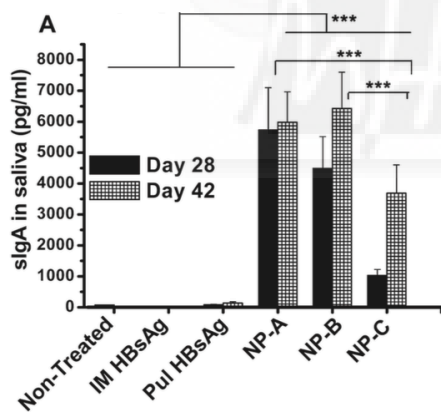 A
***
***
***
sIgA in saliva (pg/ml)
8000
7000
6000
5000
4000
3000
2000
1000
0
Day 28
Day 42
Non-Treated
IM HBsAg
Pul HBsAg
NP-A
NP-B
NP-C